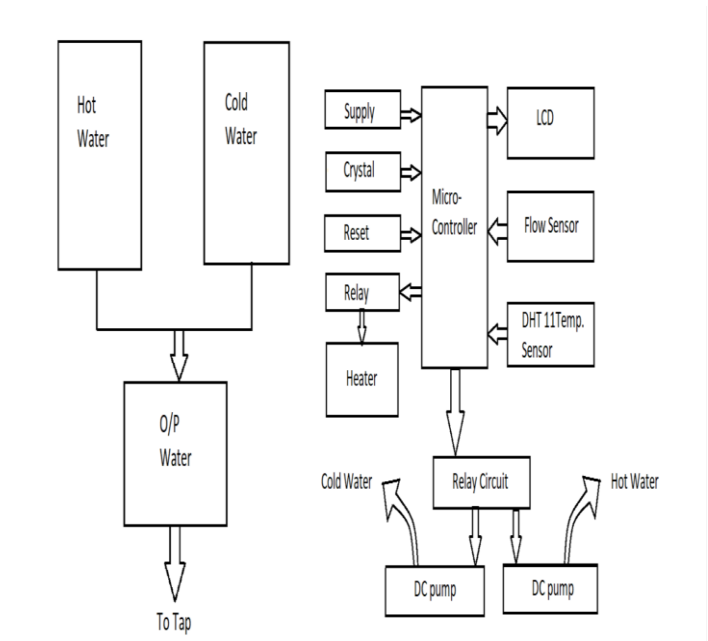 Hot
Water
Cold
Water
O/P
Water
To Tap
Supply
Crystal
Reset
Relay
Heater
Micro-
Controller
LCD
Flow Sensor
DHT 11Temp.
Sensor
Relay Circuit
Cold Water
Hot Water
DC pump
DC pump